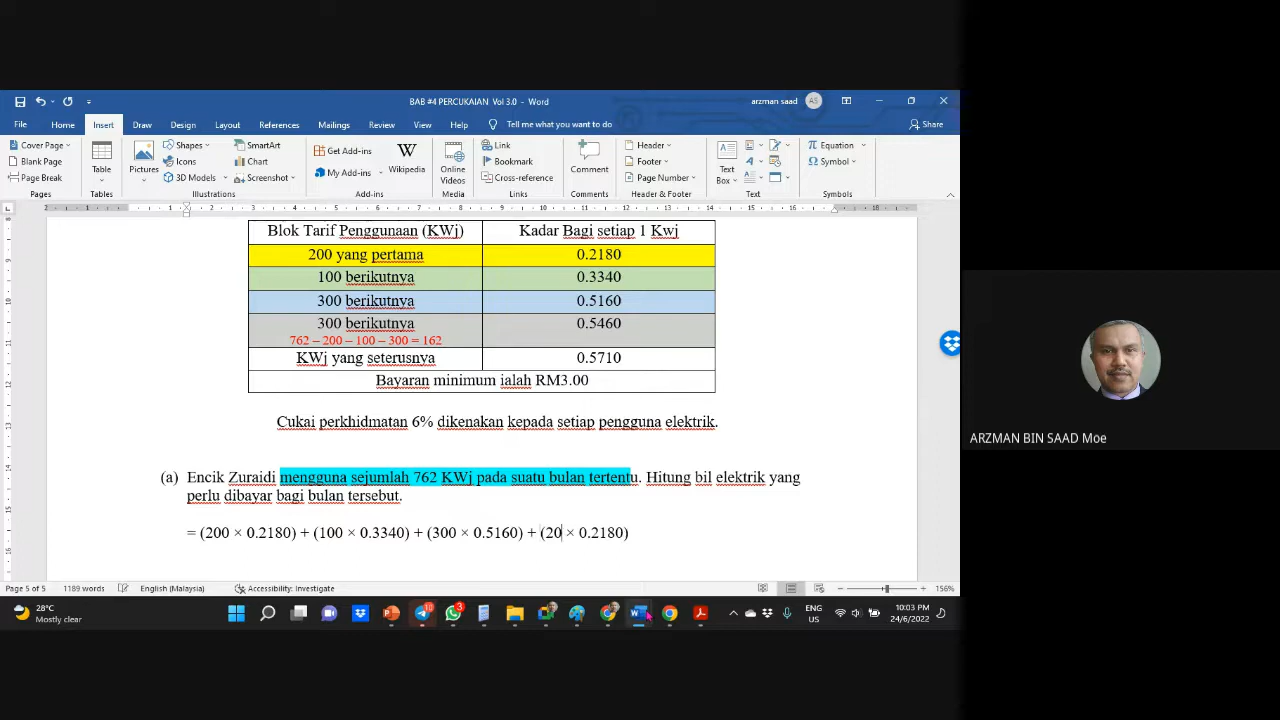 BAB #4 PERCUKAIAN Vol 3.0 - Word
arzman saad AS
File Home Insert Draw Design Layout References Mailings Review View Help Tell me what you want to do Share
Cover Page Blank Page Page Break Pages
Table Tables
Pictures Shapes Icons 3D Models SmartArt Chart Screenshot Illustrations
Get Add-ins My Add-ins Wikipedia Add-ins
Online Videos Media
Link Bookmark Cross-reference Links
Comment Comments
Header Footer Page Number Header & Footer
Text Box Text
Equation Symbol Symbols
Blok Tarif Penggunaan (KWj) Kadar Bagi setiap 1 Kwj
200 yang pertama 0.2180
100 berikutnya 0.3340
300 berikutnya 0.5160
300 berikutnya 0.5460
762 – 200 – 100 – 300 = 162
KWj yang seterusnya 0.5710
Bayaran minimum ialah RM3.00
Cukai perkhidmatan 6% dikenakan kepada setiap pengguna elektrik.
(a) Encik Zuraidi mengguna sejumlah 762 KWj pada suatu bulan tertentu. Hitung bil elektrik yang
perlu dibayar bagi bulan tersebut.
= (200 × 0.2180) + (100 × 0.3340) + (300 × 0.5160) + (20 × 0.2180)
ARZMAN BIN SAAD Moe
Page 5 of 5 1189 words English (Malaysia) Accessibility: Investigate 156%
28°C
Mostly clear
ENG
US
10:03 PM
24/6/2022